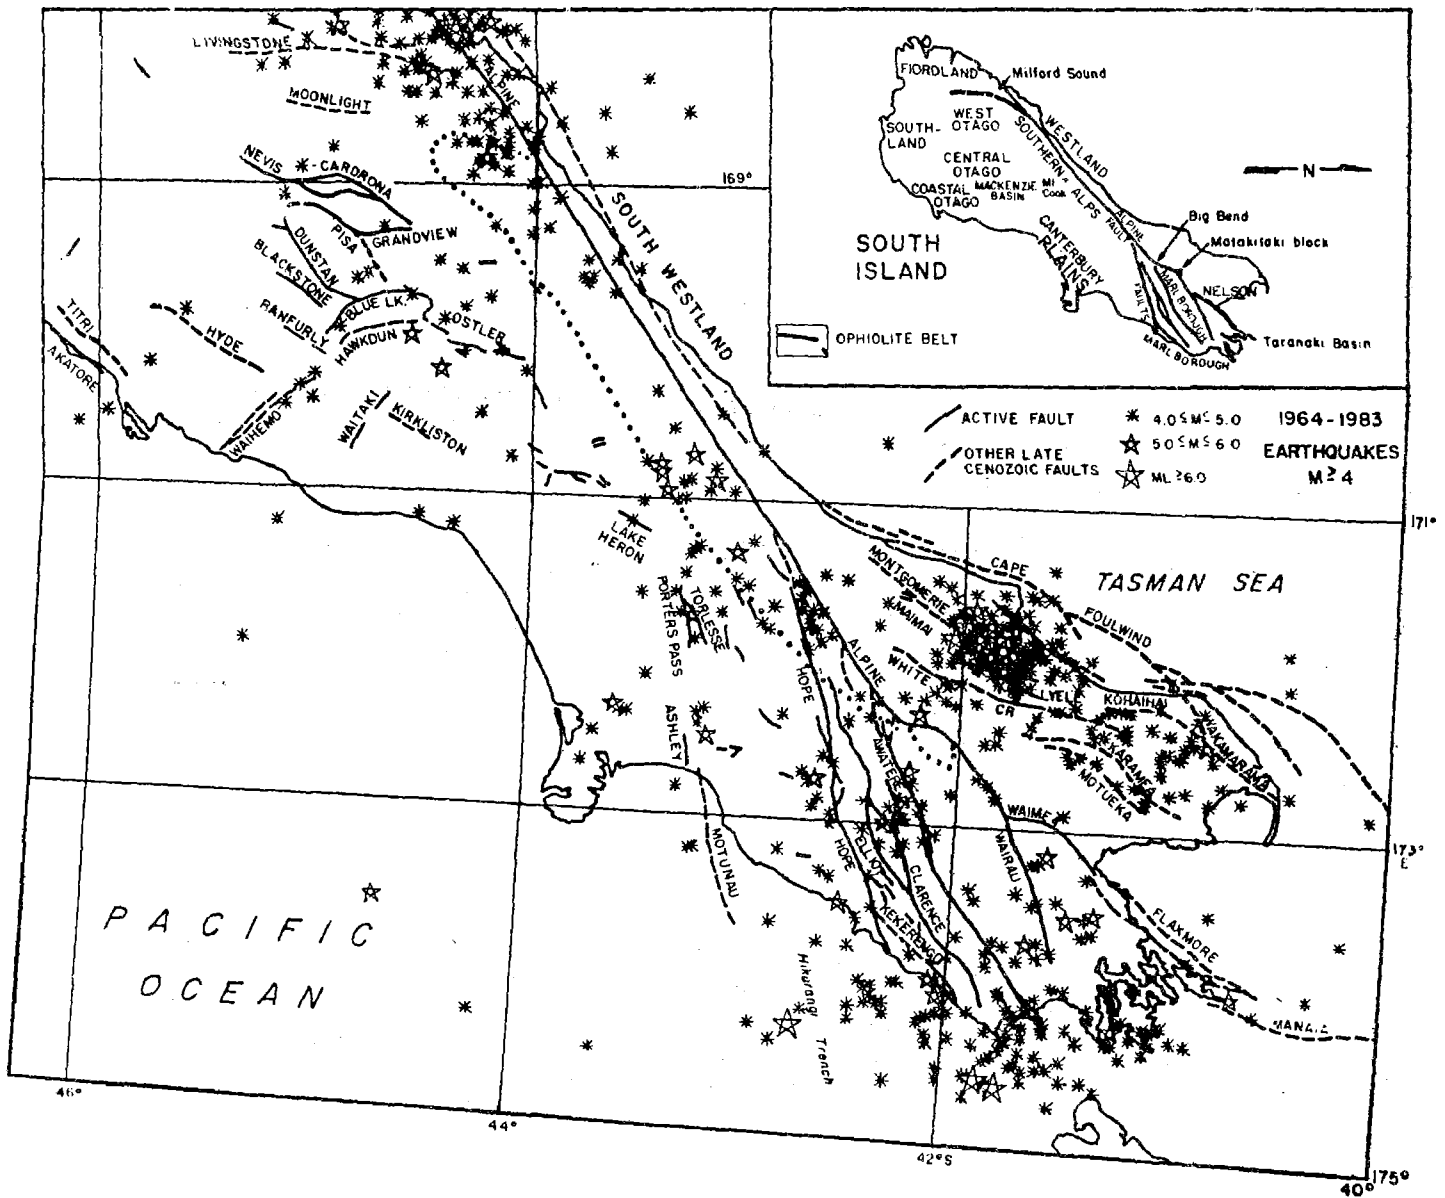 LIVINGSTONE
MOONLIGHT
NEVIS
-CARDRONA
PISA
GRANDVIEW
DUNSTAN
BLACKSTONE
BLUE LK.
RANFURLY
HAWKDUN
OSTLER
TITRI
AKATORE
HYDE
WAIHEMO
WAITAKI
KIRKLISTON
ALPINE
SOUTH WESTLAND
169°
FIORDLAND
Milford Sound
WEST
OTAGO
SOUTH-
LAND
SOUTHERN ALPS
WESTLAND
CENTRAL
OTAGO
COASTAL
OTAGO
MACKENZIE
BASIN
Mt
Cook
N
ALPINE
FAULT
Big Bend
Matakitaki block
CANTERBURY
PLAINS
SOUTH
ISLAND
FAULTS
MARLBOROUGH
NELSON
Taranaki Basin
MARLBOROUGH
OPHIOLITE BELT
ACTIVE FAULT
OTHER LATE
CENOZOIC FAULTS
4.0≤M≤5.0
5.0≤M≤6.0
ML≥6.0
1964-1983
EARTHQUAKES
M≥4
171°
LAKE
HERON
PORTERS PASS
TORLESSE
ASHLEY
MOTUNAU
MONTGOMERIE
MAIMAI
CAPE
FOULWIND
TASMAN SEA
WHITE
CR
LYELL
KOHAIHAI
WAKAMARAMA
KARAMEA
MOTUEKA
ALPINE
HOPE
AWATERE
WAIMEA
WAIRAU
173°
E
HOPE
ELLIOT
CLARENCE
KEKERENGU
FLAXMORE
MANAIA
Hikurangi
Trench
PACIFIC
OCEAN
46°
44°
42°S
40°
175°